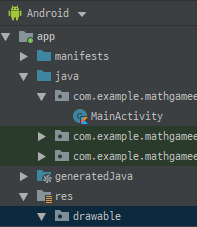 Android
app
manifests
java
com.example.mathgamee
MainActivity
com.example.mathgamee
com.example.mathgamee
generatedJava
res
drawable